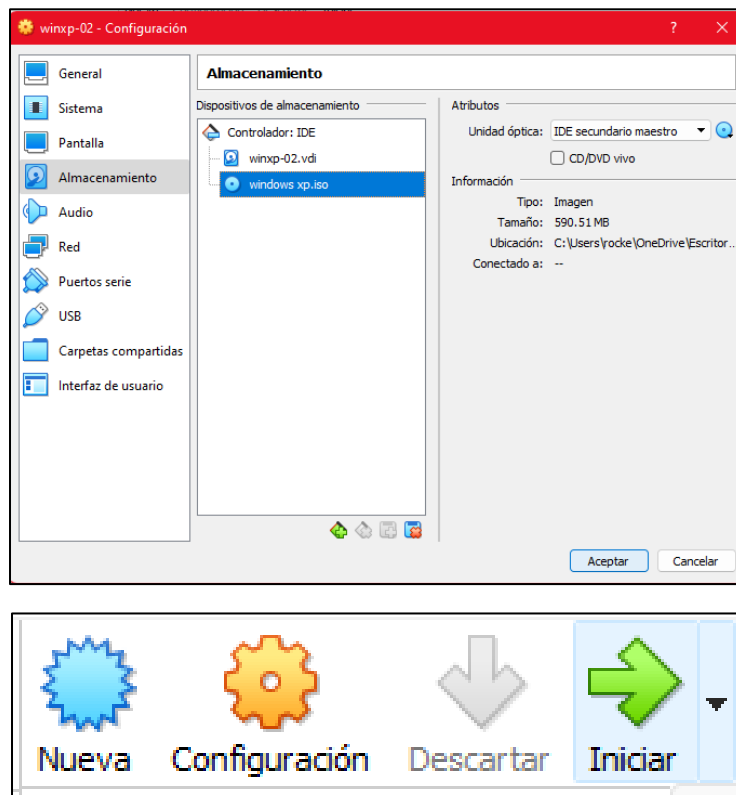 winxp-02 - Configuración
General
Sistema
Pantalla
Almacenamiento
Audio
Red
Puertos serie
USB
Carpetas compartidas
Interfaz de usuario
Almacenamiento
Dispositivos de almacenamiento
Controlador: IDE
winxp-02.vdi
windows xp.iso
Atributos
Unidad óptica: IDE secundario maestro
CD/DVD vivo
Información
Tipo: Imagen
Tamaño: 590.51 MB
Ubicación: C:\Users\rocke\OneDrive\Escritor...
Conectado a: --
Aceptar Cancelar
Nueva Configuración Descartar Iniciar